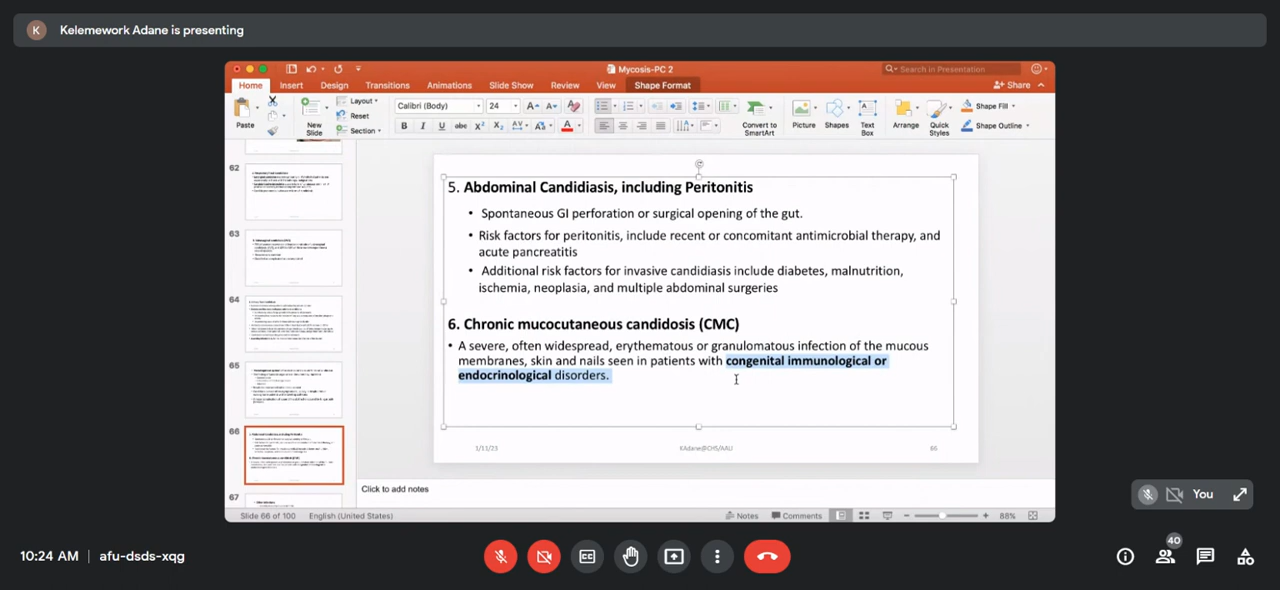 K Kelemework Adane is presenting
Mycosis-PC 2
Search in Presentation
Home Insert Design Transitions Animations Slide Show Review View Shape Format Share
Paste
New Slide
Layout
Reset
Section
Calibri (Body) 24
B I U abc X² X₂ A
Convert to SmartArt
Picture
Shapes
Text Box
Arrange
Quick Styles
Shape Fill
Shape Outline
62
63
64
65
66
67
5. Abdominal Candidiasis, including Peritonitis
• Spontaneous GI perforation or surgical opening of the gut.
• Risk factors for peritonitis, include recent or concomitant antimicrobial therapy, and
acute pancreatitis
• Additional risk factors for invasive candidiasis include diabetes, malnutrition,
ischemia, neoplasia, and multiple abdominal surgeries
6. Chronic mucocutaneous candidosis (CMC)
• A severe, often widespread, erythematous or granulomatous infection of the mucous
membranes, skin and nails seen in patients with congenital immunological or
endocrinological disorders.
1/11/23 KAdane@CHS/AAU 66
Click to add notes
Slide 66 of 100 English (United States) Notes Comments 88%
You
10:24 AM | afu-dsds-xqg
CC
40